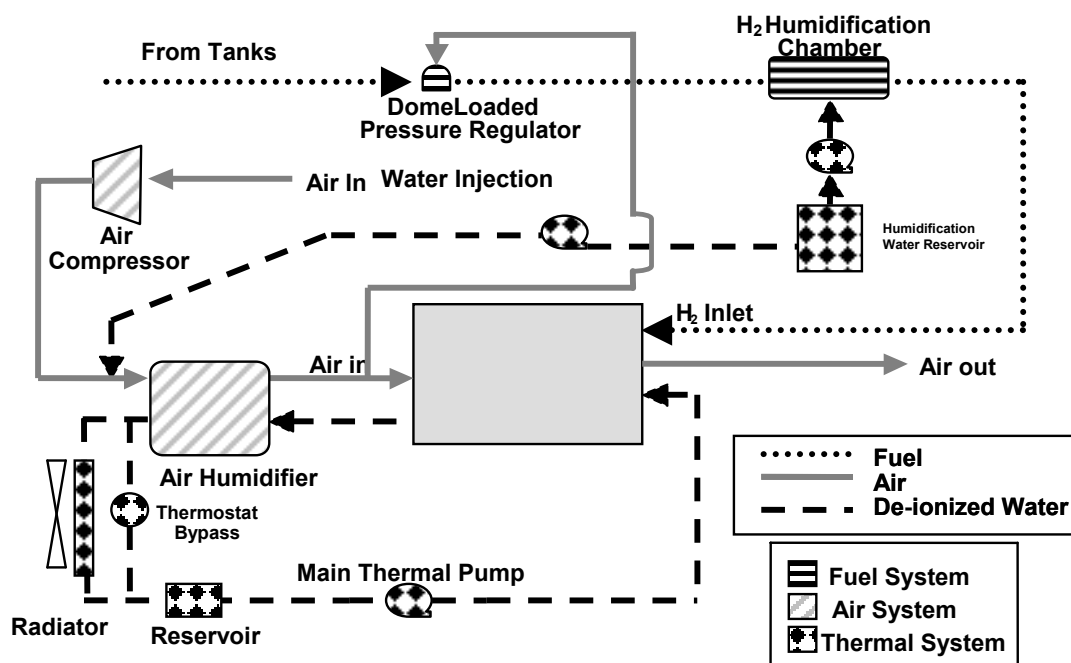 From Tanks
H₂ Humidification
Chamber
DomeLoaded
Pressure Regulator
Air In
Water Injection
Air
Compressor
Humidification
Water Reservoir
H₂ Inlet
Air in
Air out
Air Humidifier
Thermostat
Bypass
Main Thermal Pump
Radiator
Reservoir
Fuel
Air
De-ionized Water
Fuel System
Air System
Thermal System